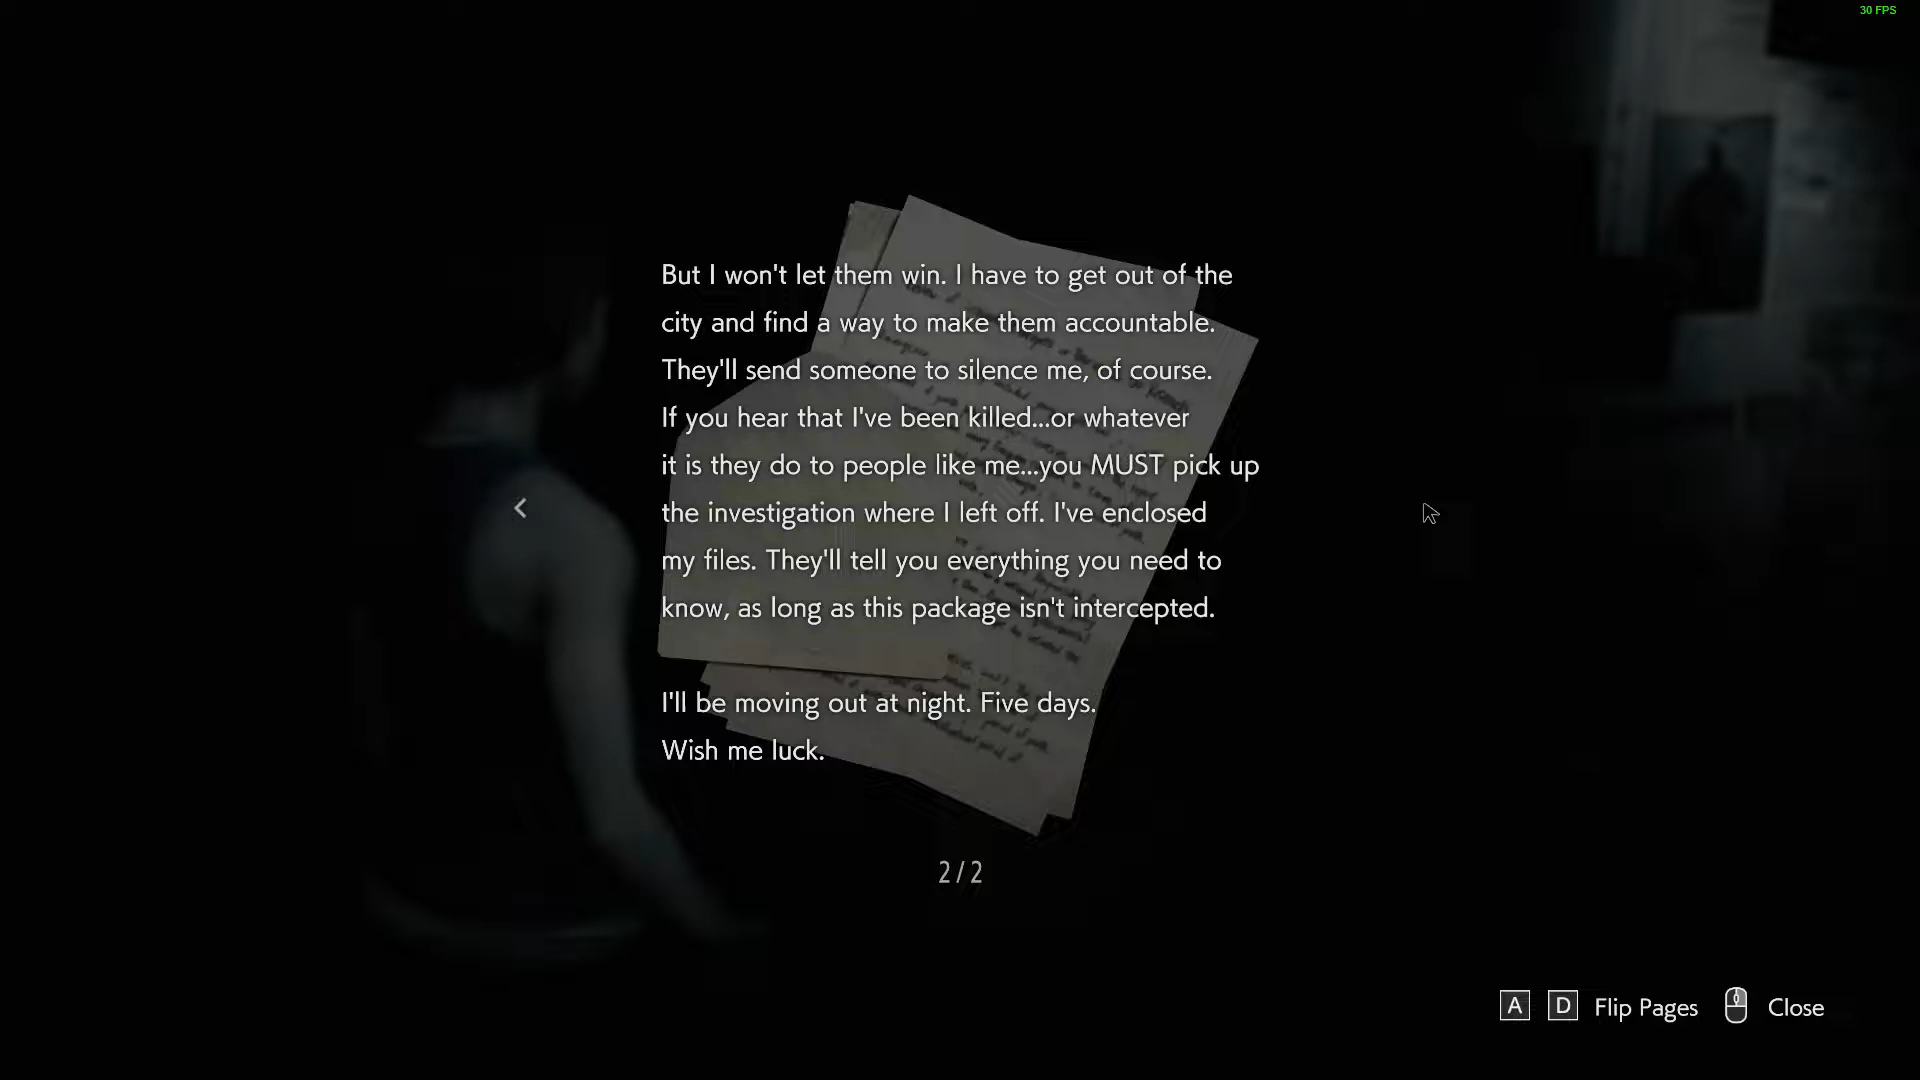 30 FPS
But I won't let them win. I have to get out of the
city and find a way to make them accountable.
They'll send someone to silence me, of course.
If you hear that I've been killed...or whatever
it is they do to people like me...you MUST pick up
the investigation where I left off. I've enclosed
my files. They'll tell you everything you need to
know, as long as this package isn't intercepted.
I'll be moving out at night. Five days.
Wish me luck.
2 / 2
A D Flip Pages Close